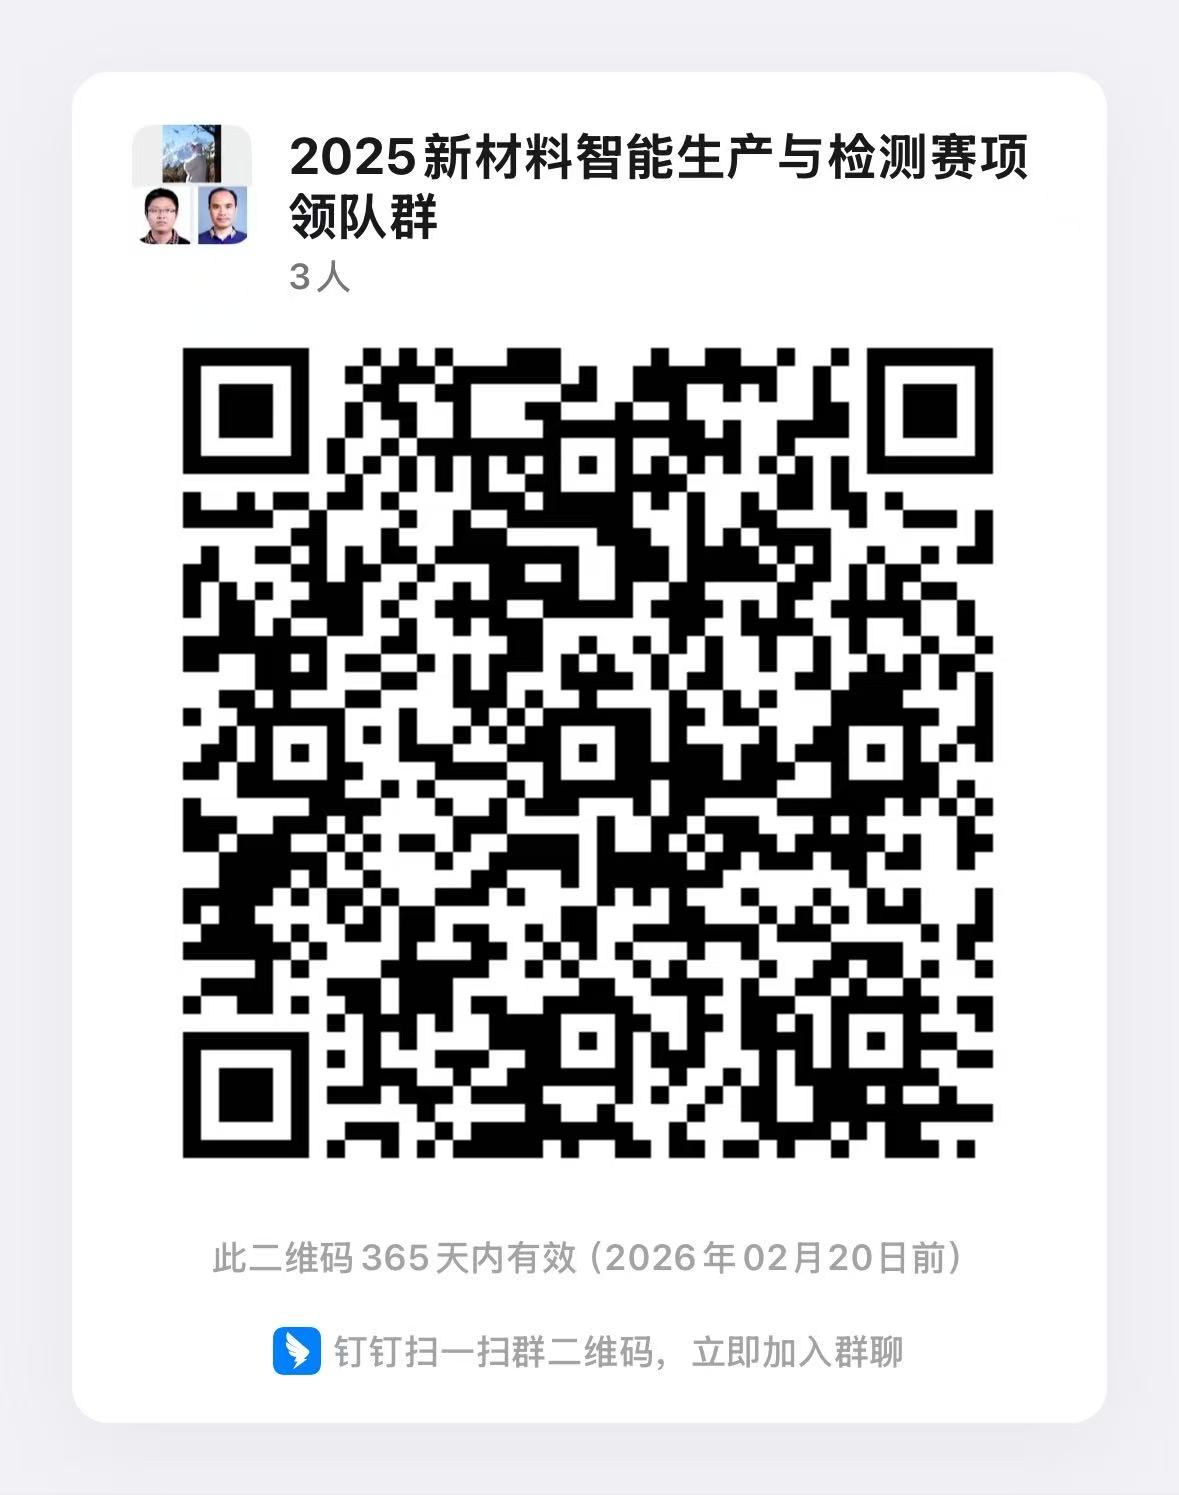 2025新材料智能生产与检测赛项
领队群
3人
此二维码365天内有效（2026年02月20日前）
钉钉扫一扫群二维码，立即加入群聊